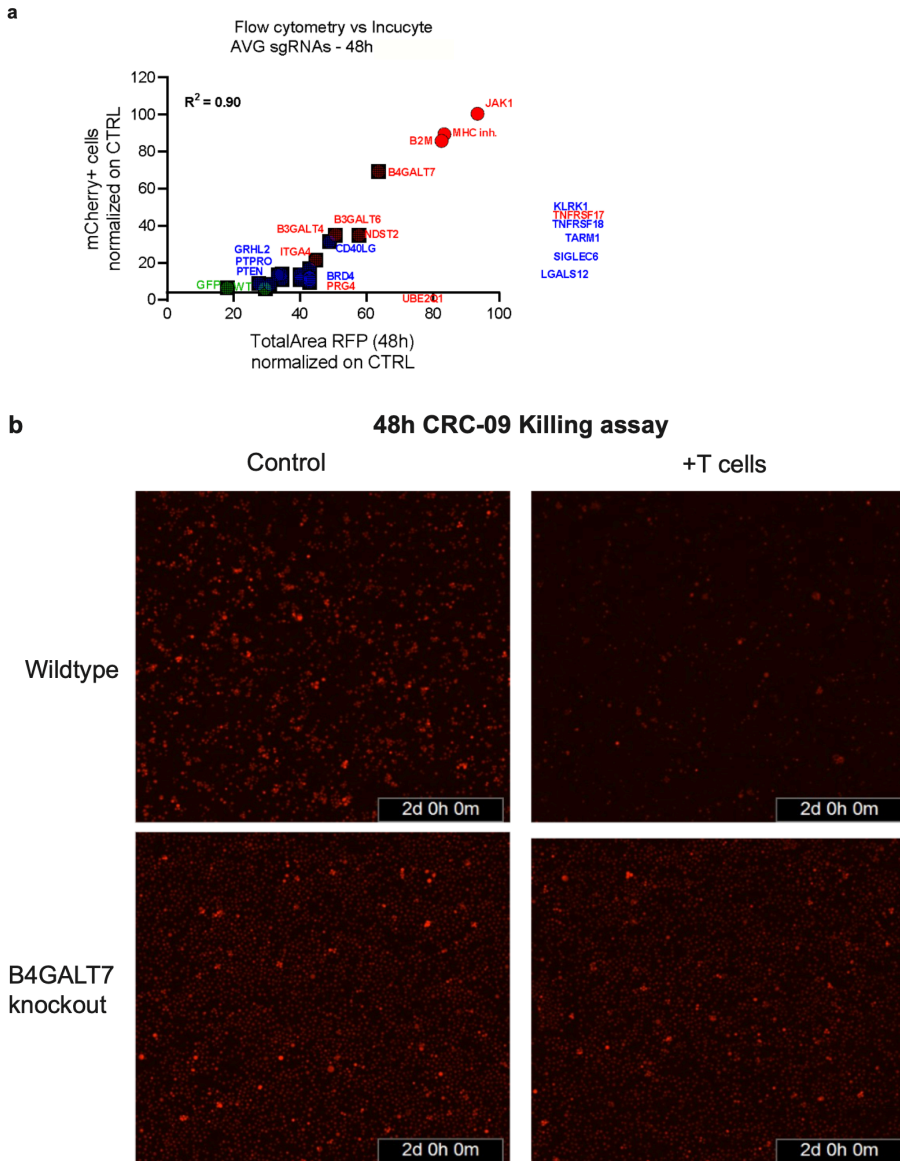 a
Flow cytometry vs Incucyte
AVG sgRNAs - 48h
R² = 0.90
mCherry+ cells
normalized on CTRL
120
100
80
60
40
20
4
0
0 20 40 60 80 100
TotalArea RFP (48h)
normalized on CTRL
JAK1
MHC inh.
B2M
B4GALT7
B3GALT6
B3GALT4
NDST2
CD40LG
GRHL2
ITGA4
PTPRO
PTEN
BRD4
GFP
WT
PRG4
UBE2Q1
KLRK1
TNFRSF17
TNFRSF18
TARM1
SIGLEC6
LGALS12
b
48h CRC-09 Killing assay
Control
+T cells
Wildtype
2d 0h 0m
2d 0h 0m
B4GALT7
knockout
2d 0h 0m
2d 0h 0m